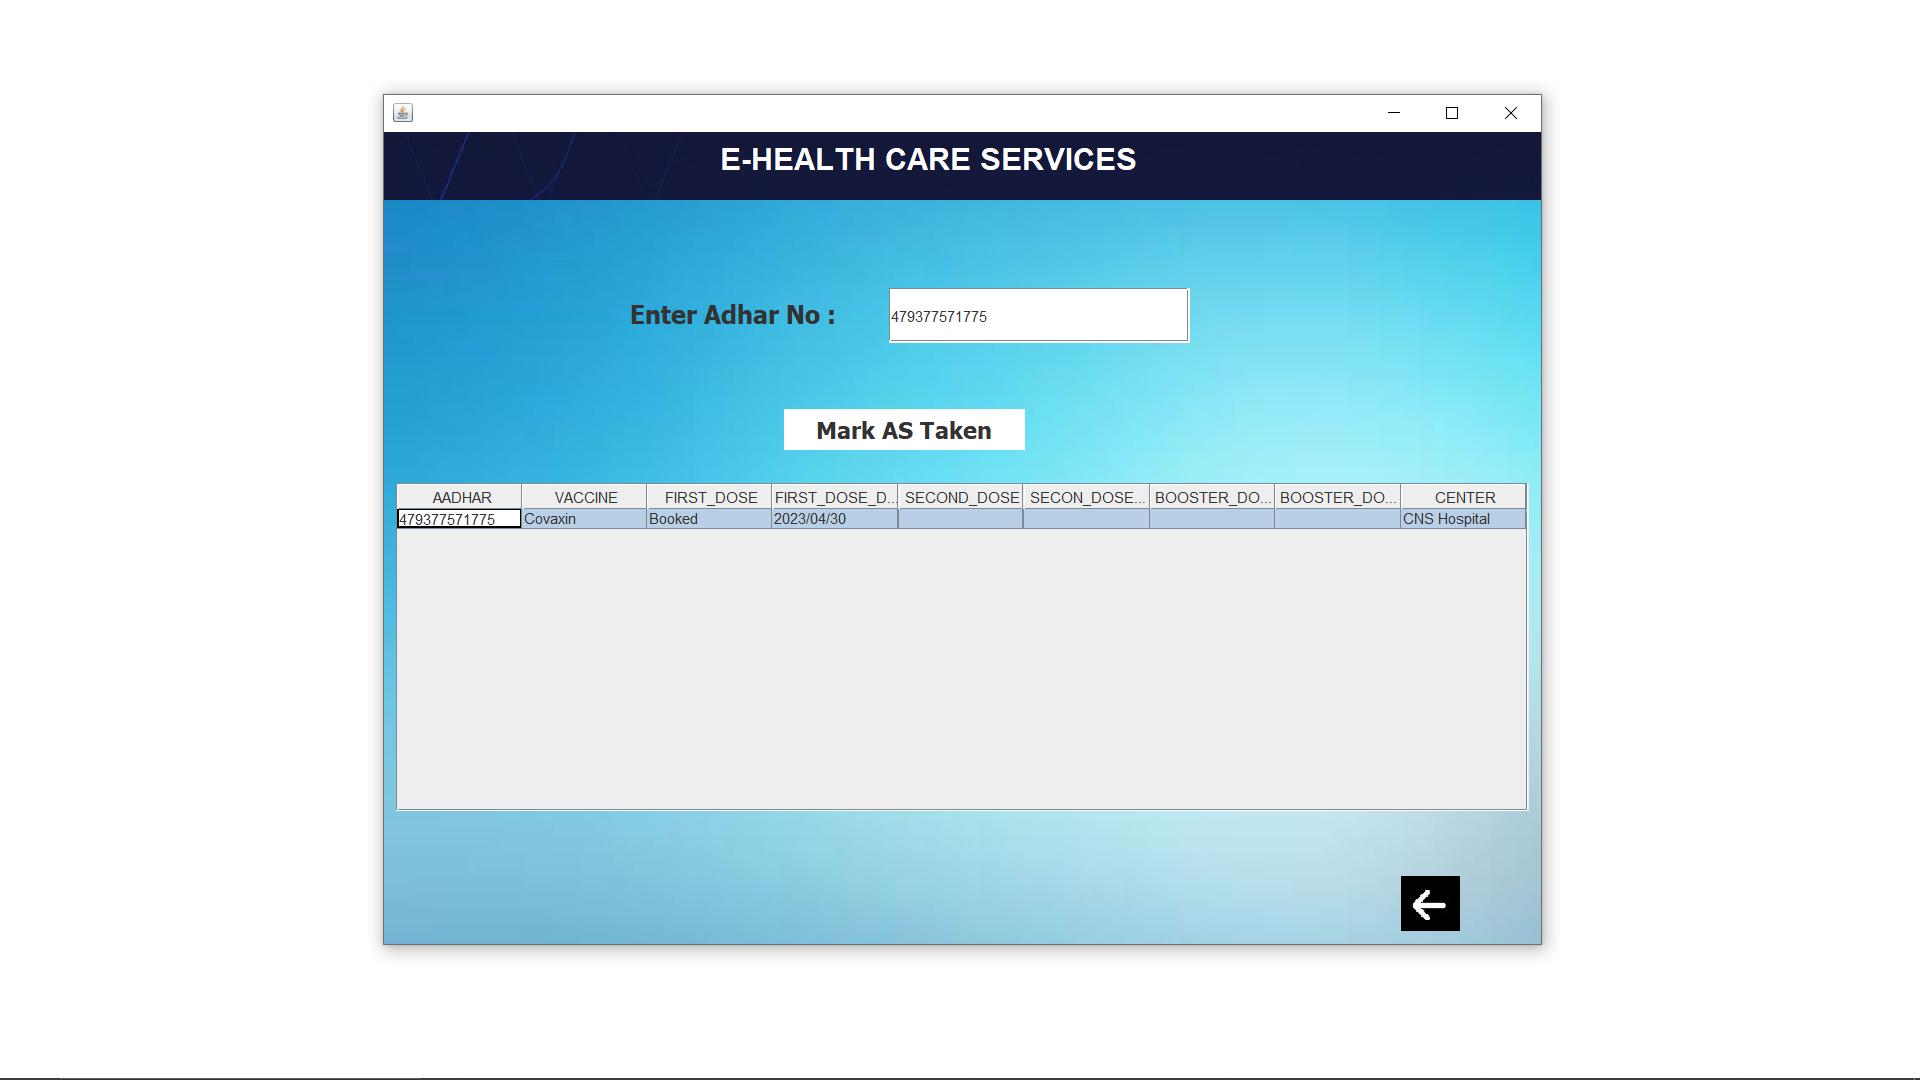 E-HEALTH CARE SERVICES
Enter Adhar No :
479377571775
Mark AS Taken
AADHAR VACCINE FIRST_DOSE FIRST_DOSE_D... SECOND_DOSE SECON_DOSE... BOOSTER_DO... BOOSTER_DO... CENTER
479377571775 Covaxin Booked 2023/04/30 CNS Hospital